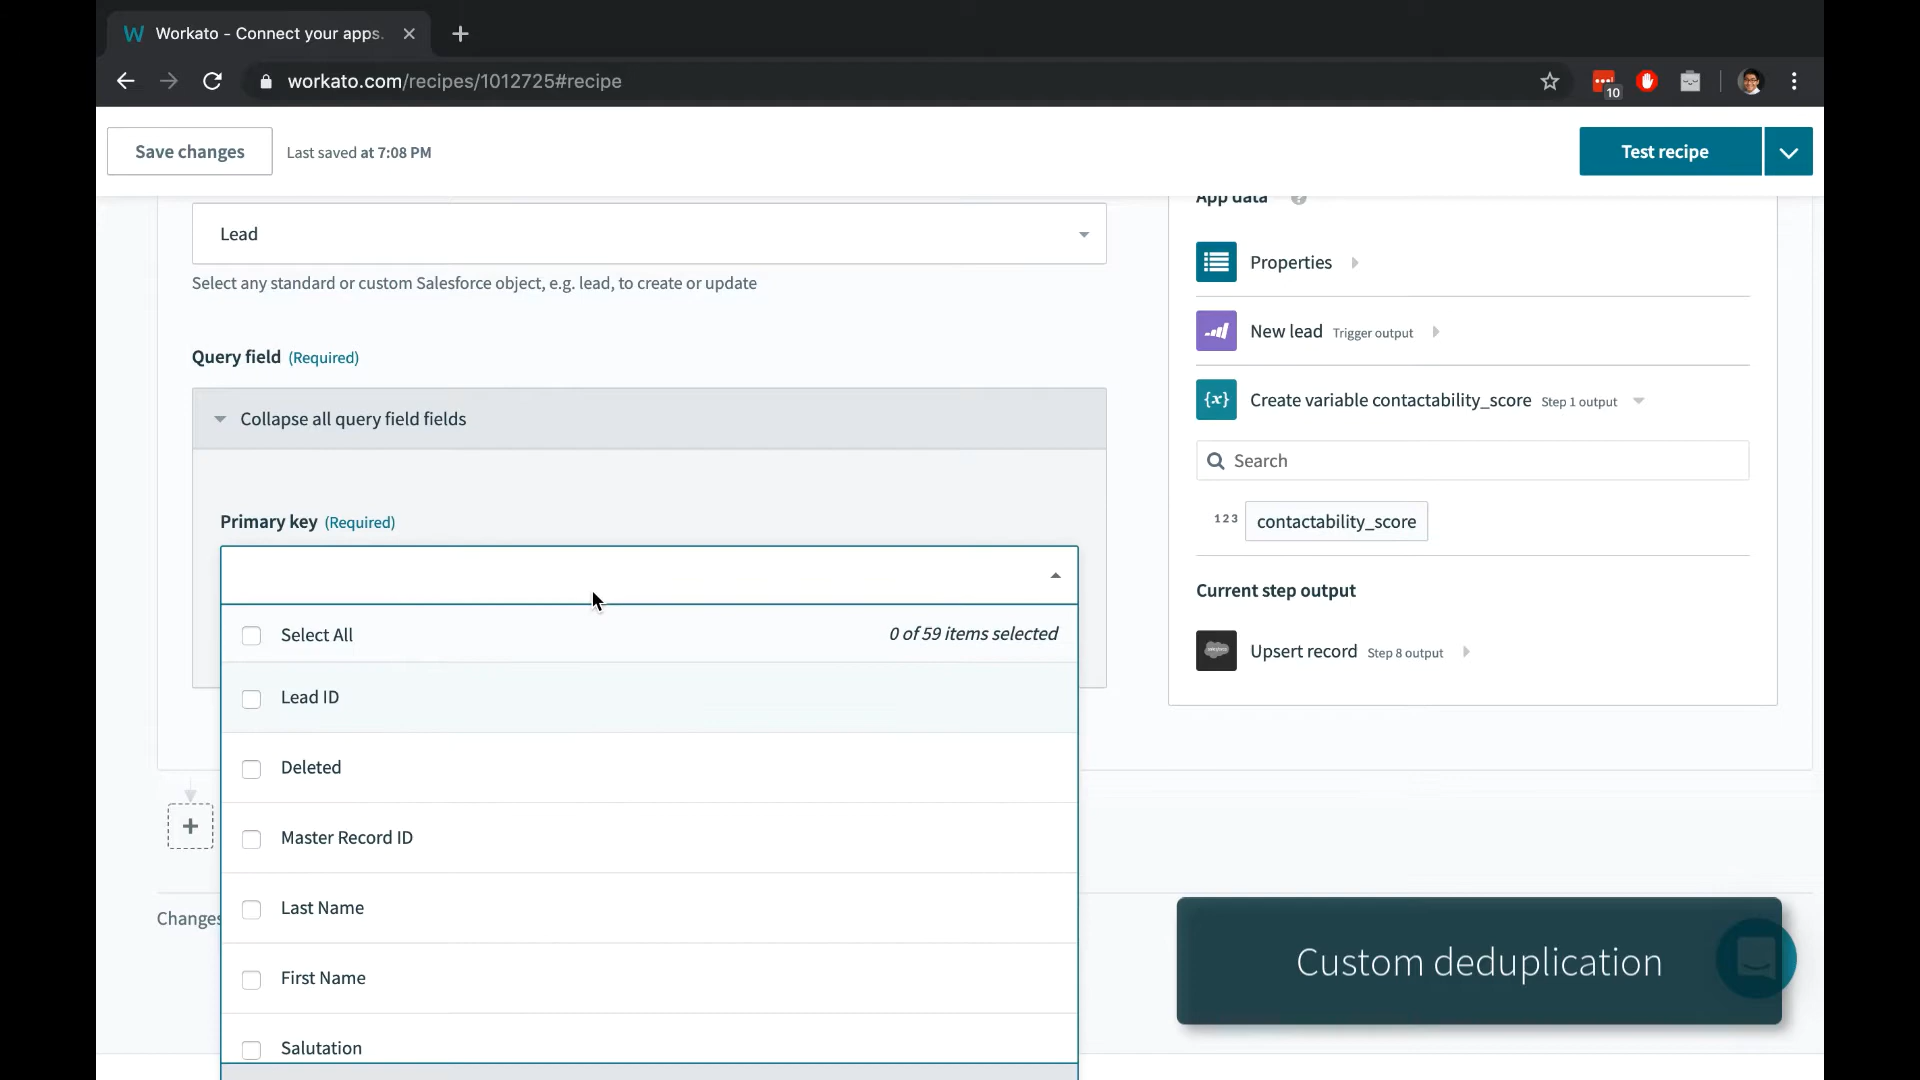 Workato - Connect your apps.
workato.com/recipes/1012725#recipe
10
Save changes
Last saved at 7:08 PM
Test recipe
Lead
Select any standard or custom Salesforce object, e.g. lead, to create or update
Query field (Required)
Collapse all query field fields
Primary key (Required)
Select All
0 of 59 items selected
Lead ID
Deleted
Master Record ID
Last Name
First Name
Salutation
Changes
App data
Properties
New lead Trigger output
{x}
Create variable contactability_score Step 1 output
Search
123
contactability_score
Current step output
Upsert record Step 8 output
Custom deduplication